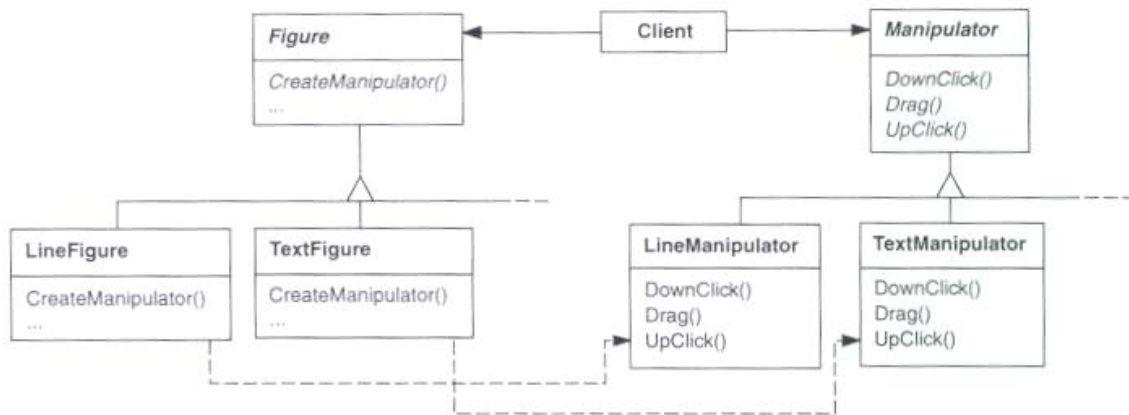 Figure
CreateManipulator()
...
Client
Manipulator
DownClick()
Drag()
UpClick()
LineFigure
CreateManipulator()
...
TextFigure
CreateManipulator()
...
LineManipulator
DownClick()
Drag()
UpClick()
TextManipulator
DownClick()
Drag()
UpClick()